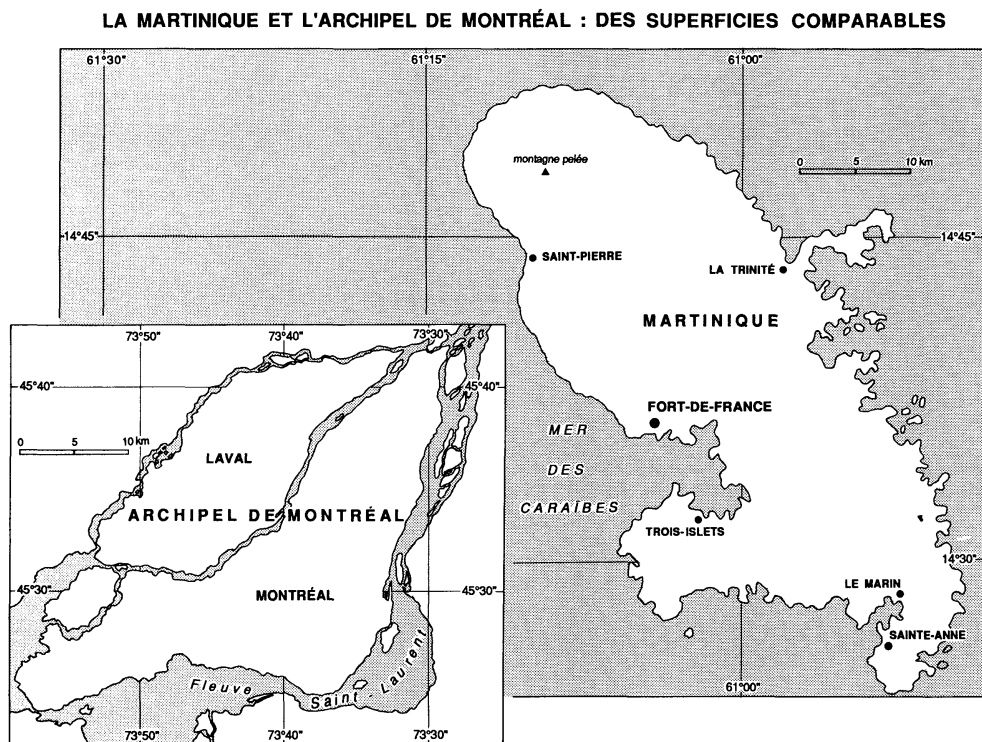 LA MARTINIQUE ET L'ARCHIPEL DE MONTRÉAL : DES SUPERFICIES COMPARABLES
61°30"
61°15"
61°00"
montagne pelée
0 5 10 km
14°45"
14°45"
SAINT-PIERRE
LA TRINITÉ
MARTINIQUE
73°50"
73°40"
73°30"
45°40"
45°40"
FORT-DE-FRANCE
0 5 10 km
MER
DES
CARAÏBES
LAVAL
ARCHIPEL DE MONTRÉAL
TROIS-ISLETS
14°30"
LE MARIN
45°30"
45°30"
MONTRÉAL
SAINTE-ANNE
Fleuve Saint-Laurent
61°00"
73°50"
73°40"
73°30"